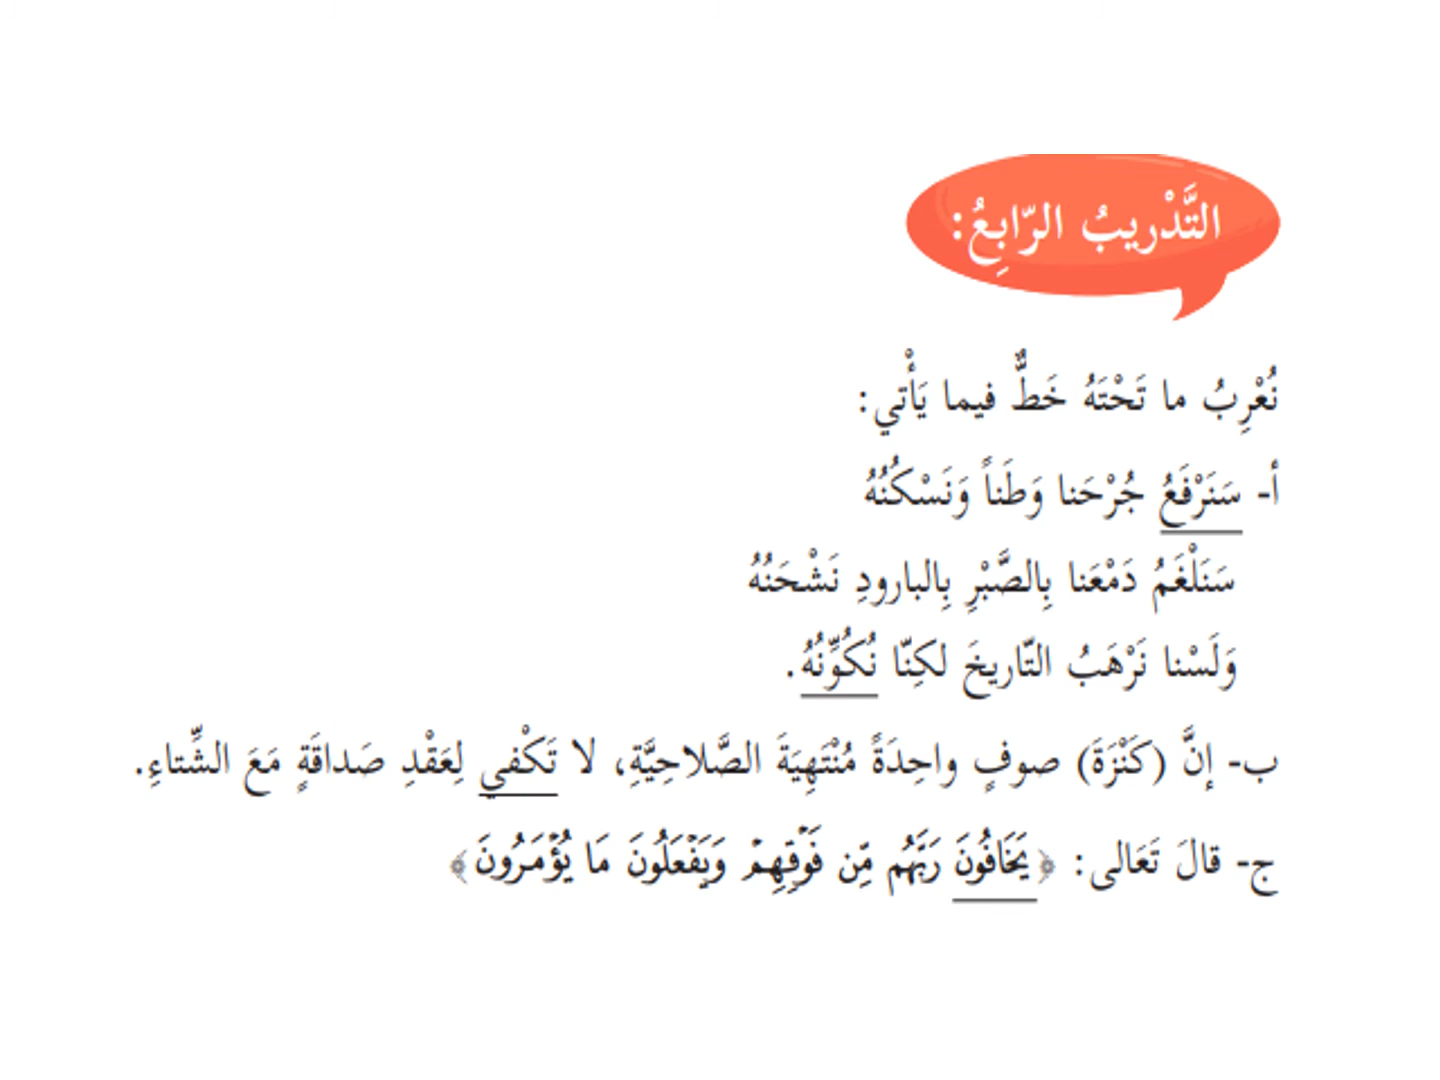 التَّدْريبُ الرّابِعُ:
نُعْرِبُ ما تَحْتَهُ خَطٌّ فيما يَأْتي:
أ- سَنَرْفَعُ جُرْحَنا وَطَناً وَنَسْكُنُهُ
سَنَلْغَمُ دَمْعَنا بِالصَّبْرِ بِالبارودِ نَشْحَنُهُ
وَلَسْنا نَرْهَبُ التّاريخَ لكِنّا نُكَوِّنُهُ.
ب- إنَّ (كَنْزَةَ) صوفٍ واحِدَةً مُنْتَهِيَةَ الصَّلاحِيَّةِ، لا تَكْفي لِعَقْدِ صَداقَةٍ مَعَ الشِّتاءِ.
ج- قالَ تَعَالى: ﴿يَخَافُونَ رَبَّهُم مِّن فَوْقِهِمْ وَيَفْعَلُونَ مَا يُؤْمَرُونَ﴾